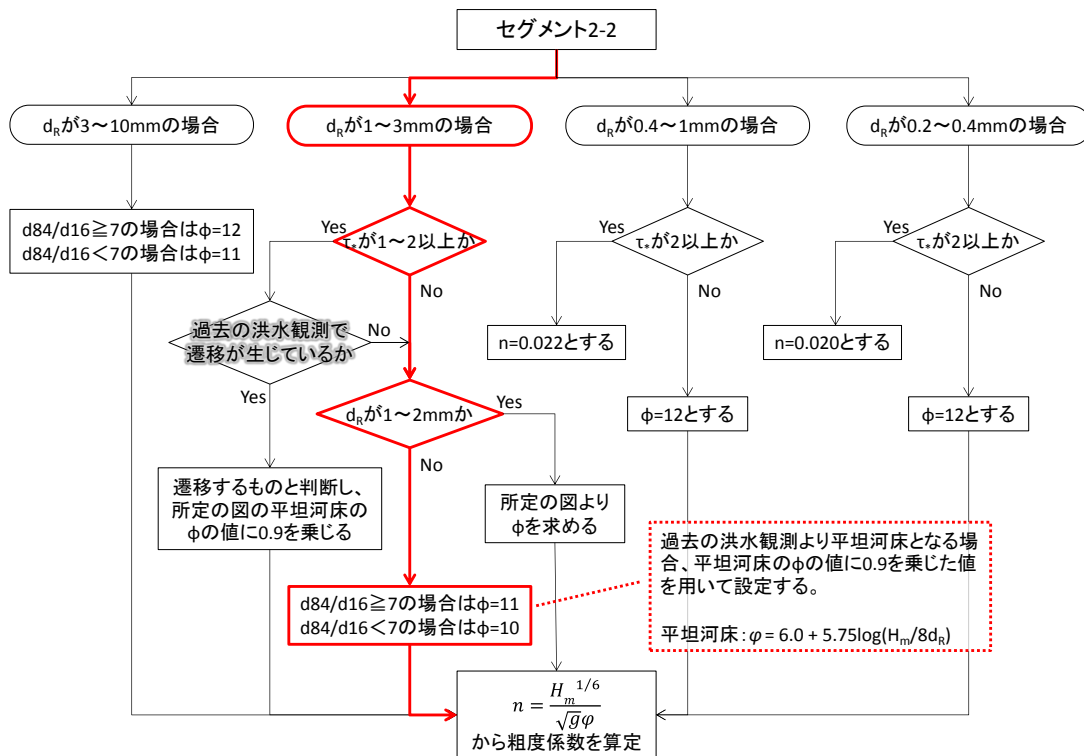 セグメント2-2
dRが3～10mmの場合
dRが1～3mmの場合
dRが0.4～1mmの場合
dRが0.2～0.4mmの場合
d84/d16≧7の場合はφ=12
d84/d16＜7の場合はφ=11
Yes
τ*が1～2以上か
No
Yes
τ*が2以上か
No
Yes
τ*が2以上か
No
過去の洪水観測で
遷移が生じているか
No
Yes
n=0.022とする
n=0.020とする
dRが1～2mmか
Yes
No
φ=12とする
φ=12とする
遷移するものと判断し、
所定の図の平坦河床の
φの値に0.9を乗じる
所定の図より
φを求める
過去の洪水観測より平坦河床となる場
合、平坦河床のφの値に0.9を乗じた値
を用いて設定する。
平坦河床：φ = 6.0 + 5.75log(Hm/8dR)
d84/d16≧7の場合はφ=11
d84/d16＜7の場合はφ=10
n = Hm^1/6 / √gφ
から粗度係数を算定